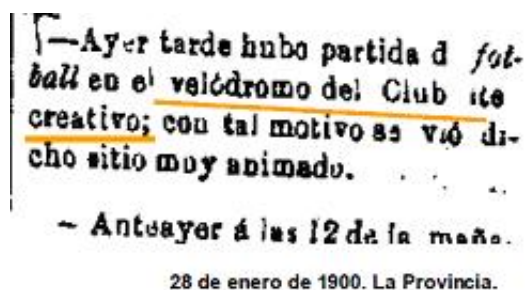 —Ayer tarde hubo partida d fot-
ball en el velódromo del Club ite
creativo; con tal motivo se vió di-
cho sitio muy animado.
– Anteayer á las 12 de la maña.
28 de enero de 1900. La Provincia.